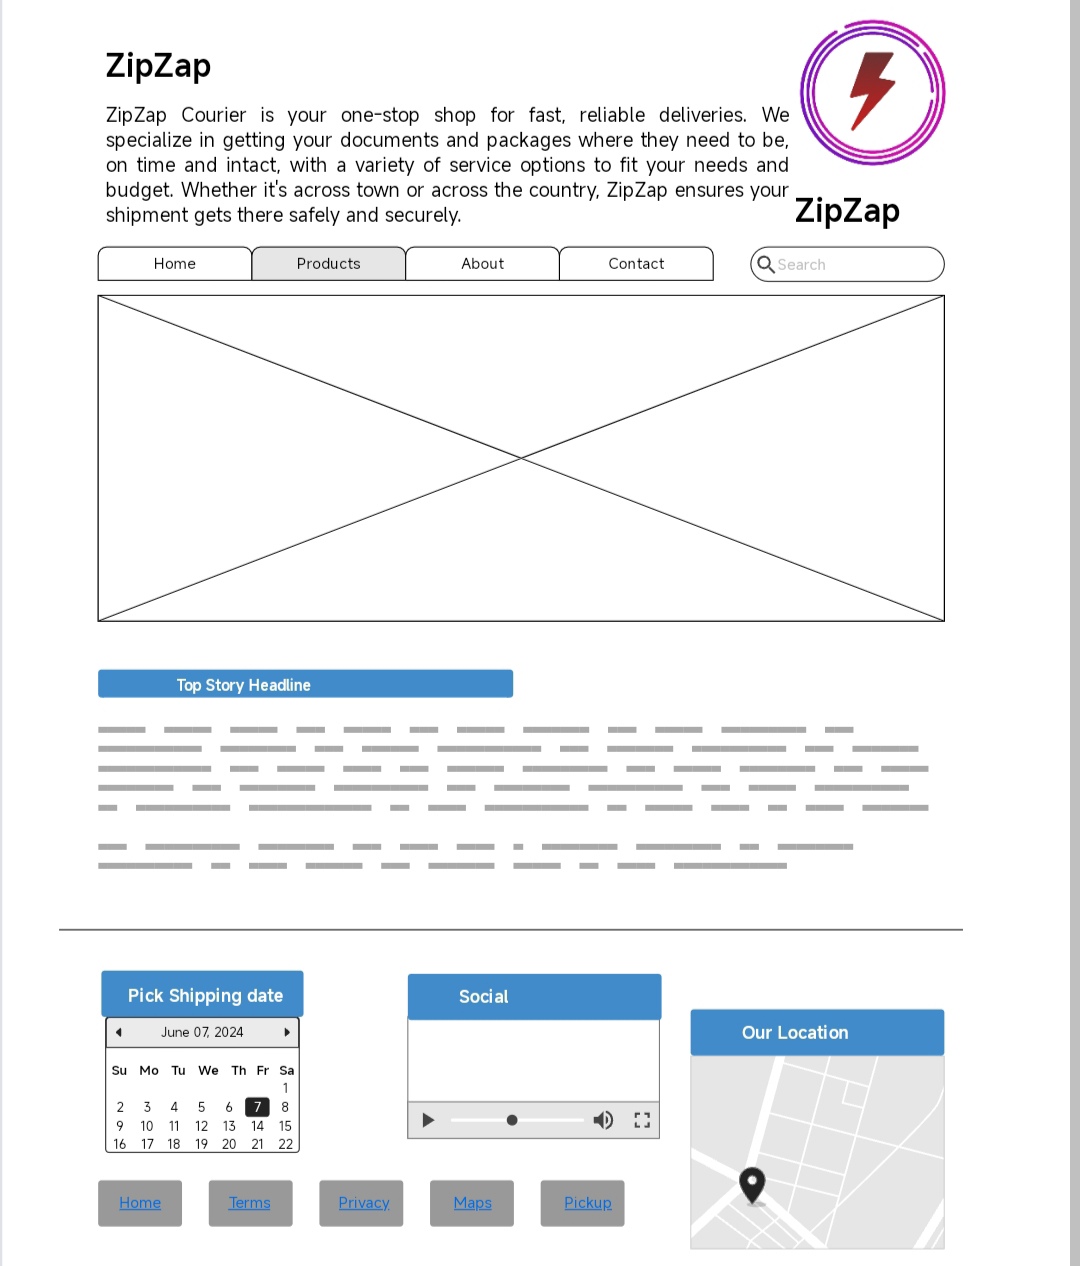 ZipZap
ZipZap Courier is your one-stop shop for fast, reliable deliveries. We
specialize in getting your documents and packages where they need to be,
on time and intact, with a variety of service options to fit your needs and
budget. Whether it's across town or across the country, ZipZap ensures your
shipment gets there safely and securely.
ZipZap
Home Products About Contact Search
Top Story Headline
Pick Shipping date
June 07, 2024
Su Mo Tu We Th Fr Sa
1
2 3 4 5 6 7 8
9 10 11 12 13 14 15
16 17 18 19 20 21 22
Social
Our Location
Home Terms Privacy Maps Pickup